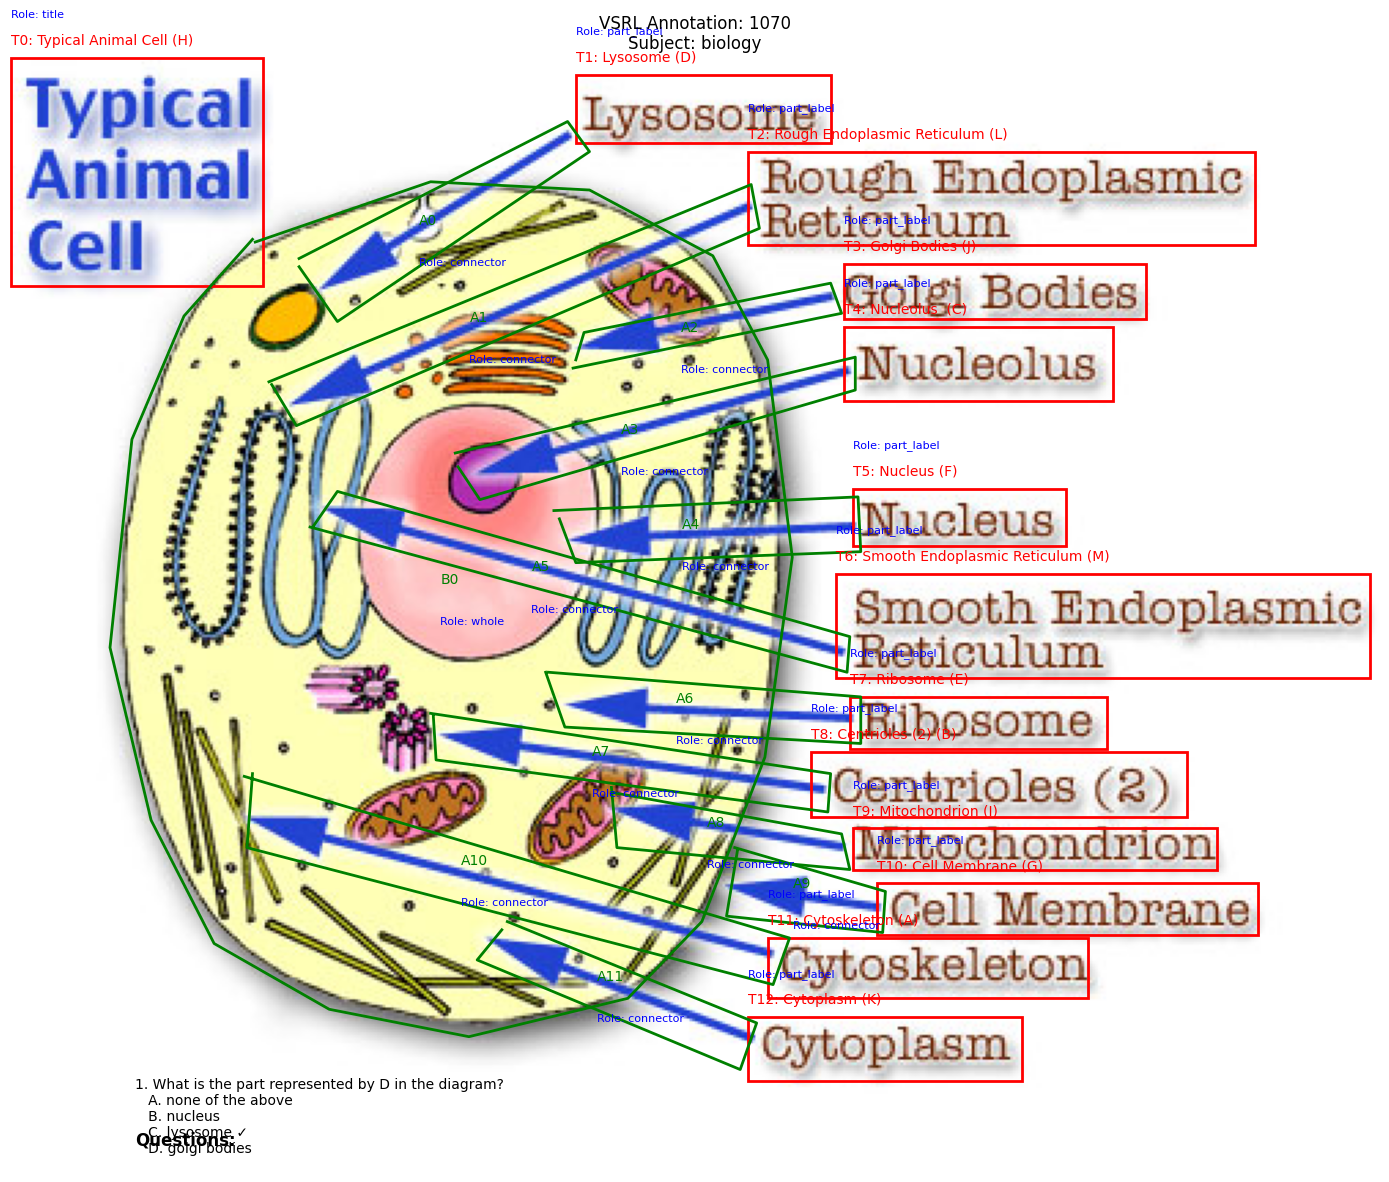 VSRL Annotation: 1070
Subject: biology
Role: title
T0: Typical Animal Cell (H)
Typical
Animal
Cell
Role: part_label
T1: Lysosome (D)
Lysosome
Role: part_label
T2: Rough Endoplasmic Reticulum (L)
Rough Endoplasmic
Reticulum
Role: part_label
T3: Golgi Bodies (J)
Golgi Bodies
Role: part_label
T4: Nucleolus (C)
Nucleolus
Role: part_label
T5: Nucleus (F)
Nucleus
Role: part_label
T6: Smooth Endoplasmic Reticulum (M)
Smooth Endoplasmic
Reticulum
Role: part_label
T7: Ribosome (E)
Ribosome
Role: part_label
T8: Centrioles (2) (B)
Centrioles (2)
Role: part_label
T9: Mitochondrion (I)
Mitochondrion
Role: part_label
T10: Cell Membrane (G)
Cell Membrane
Role: part_label
T11: Cytoskeleton (A)
Cytoskeleton
Role: part_label
T12: Cytoplasm (K)
Cytoplasm
A0
Role: connector
A1
Role: connector
A2
Role: connector
A3
Role: connector
A4
Role: connector
A5
Role: connector
B0
Role: whole
A6
Role: connector
A7
Role: connector
A8
Role: connector
A9
Role: connector
A10
Role: connector
A11
Role: connector
1. What is the part represented by D in the diagram?
A. none of the above
B. nucleus
C. lysosome ✓
D. golgi bodies
Questions: